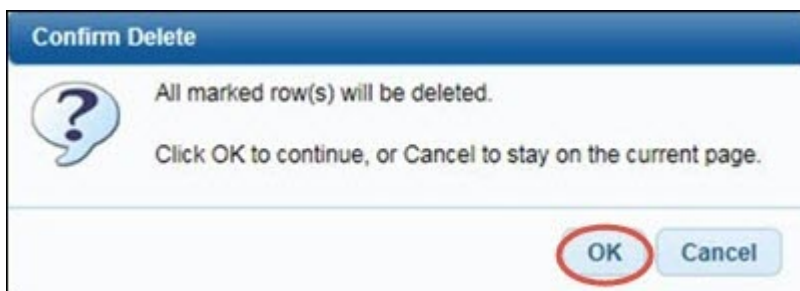 Confirm Delete
All marked row(s) will be deleted.
Click OK to continue, or Cancel to stay on the current page.
OK Cancel